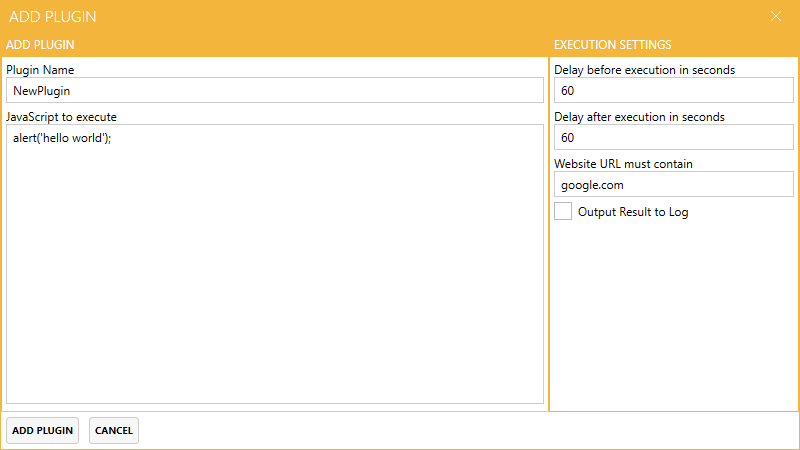 ADD PLUGIN
ADD PLUGIN
Plugin Name
NewPlugin
JavaScript to execute
alert('hello world');
EXECUTION SETTINGS
Delay before execution in seconds
60
Delay after execution in seconds
60
Website URL must contain
google.com
Output Result to Log
ADD PLUGIN
CANCEL